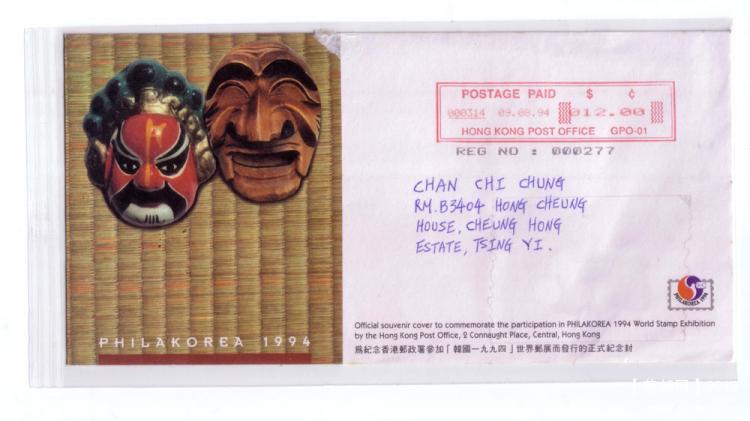 POSTAGE PAID $ ¢
000314 09.08.94 012.00
HONG KONG POST OFFICE GPO-01
REG NO : 000277
CHAN CHI CHUNG
RM.B3404 HONG CHEUNG
HOUSE, CHEUNG HONG
ESTATE, TSING YI.
PHILAKOREA 1994
Official souvenir cover to commemorate the participation in PHILAKOREA 1994 World Stamp Exhibition
by the Hong Kong Post Office, 2 Connaught Place, Central, Hong Kong
為紀念香港郵政署參加「韓國一九九四」世界郵展而發行的正式紀念封
PHILAKOREA 1994